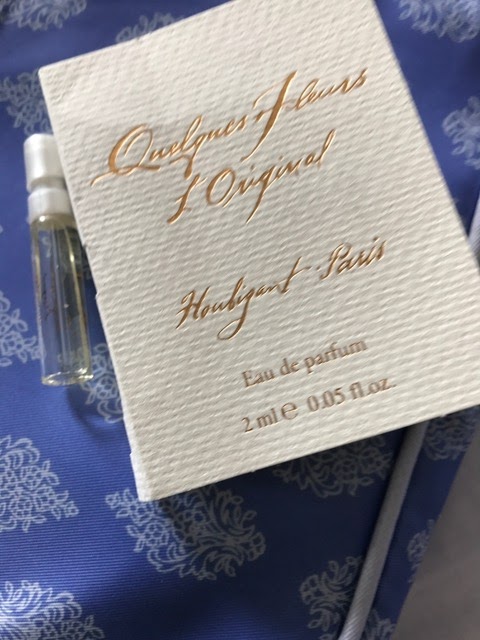 Quelques Fleurs
l'Original
Houbigant Paris
Eau de parfum
2 ml e 0.05 fl.oz.